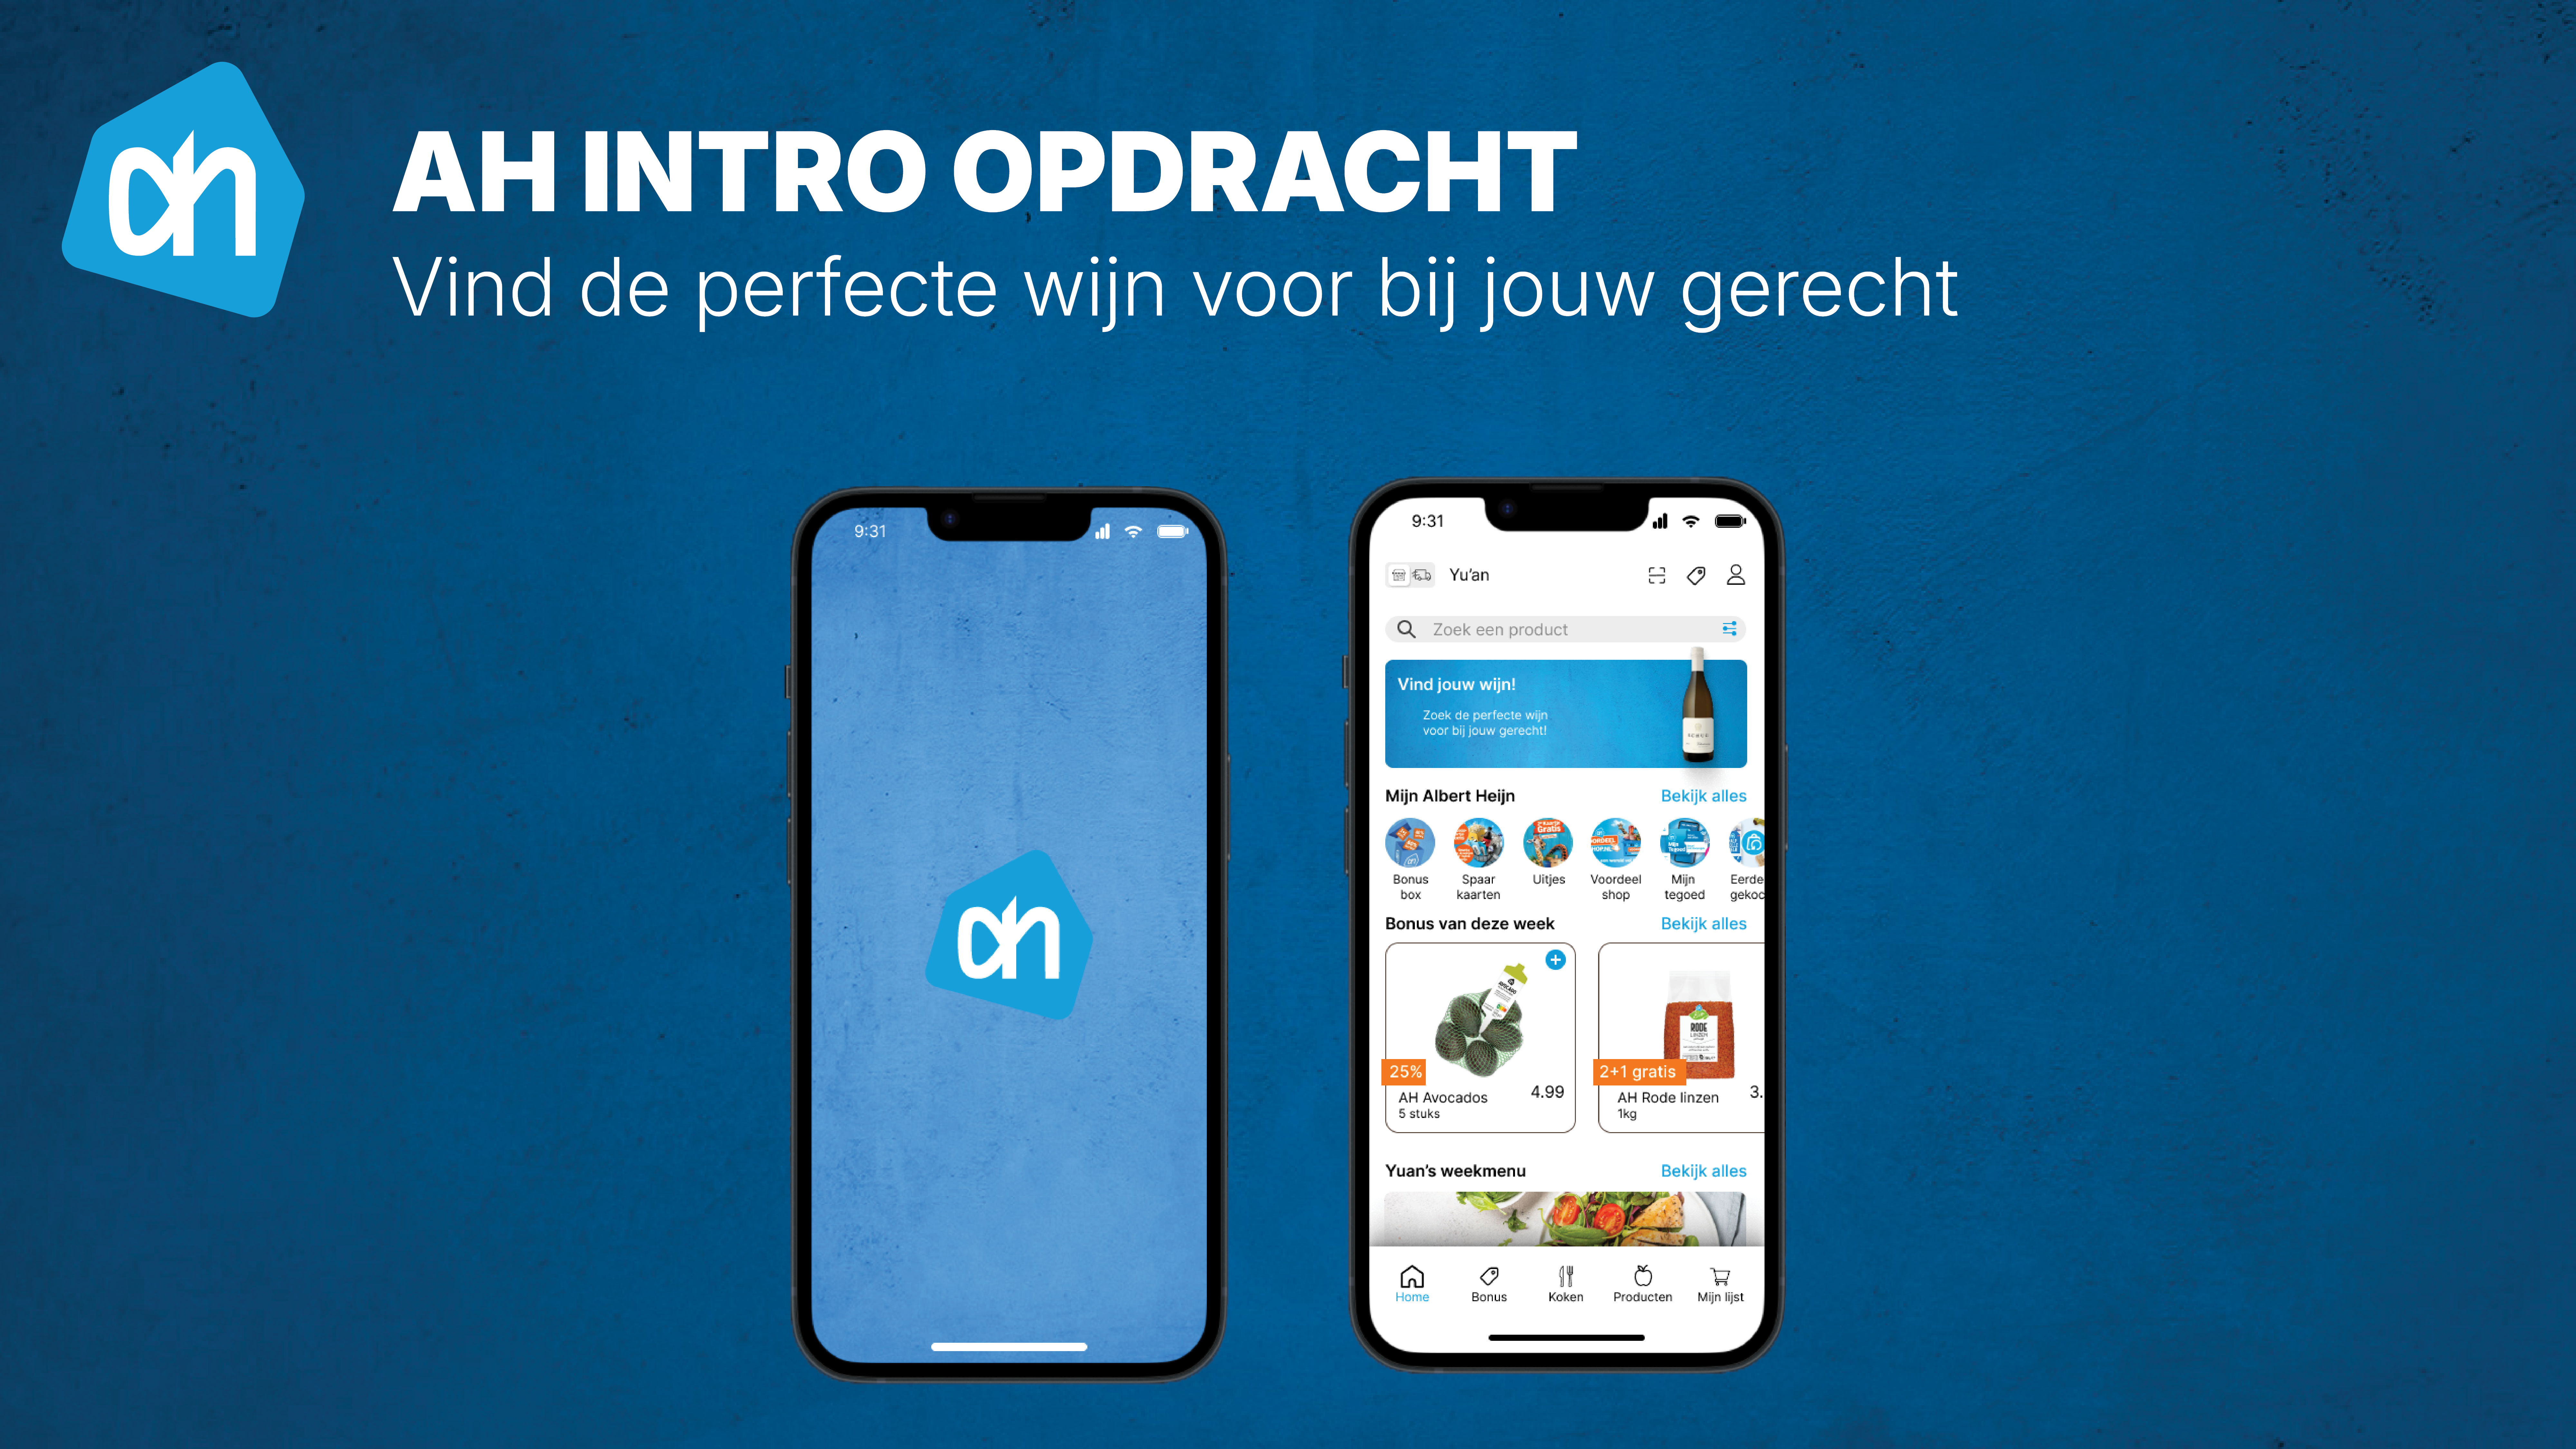 ah
AH INTRO OPDRACHT
Vind de perfecte wijn voor bij jouw gerecht
9:31
ah
9:31
Yu'an
Zoek een product
Vind jouw wijn!
Zoek de perfecte wijn
voor bij jouw gerecht!
Mijn Albert Heijn
Bekijk alles
Bonus
box
Spaar
kaarten
Uitjes
Voordeel
shop
Mijn
tegoed
Eerde
gekoc
Bonus van deze week
Bekijk alles
25%
AH Avocados
5 stuks
4.99
RODE
LINZEN
2+1 gratis
AH Rode linzen
1kg
3.
Yuan's weekmenu
Bekijk alles
Home
Bonus
Koken
Producten
Mijn lijst